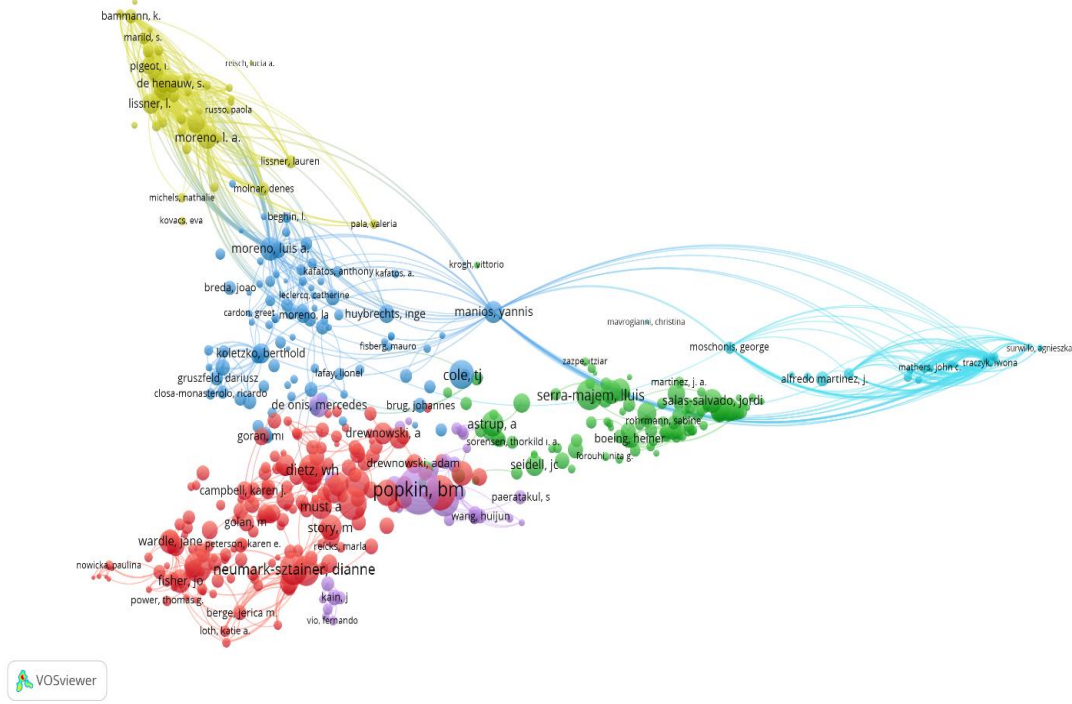 bammann, k.
marild, s.
reisch, lucia a.
pigeot, i.
de henauw, s.
lissner, l.
russo, paola
moreno, l. a.
lissner, lauren
molnar, denes
michels, nathalie
kovacs, eva
beghin, l.
pala, valeria
moreno, luis a.
krogh, vittorio
kafatos, anthony
kafatos, a.
breda, joao
leclercq, catherine
cardon, greet
moreno, la
huybrechts, inge
manios, yannis
mavrogianni, christina
fisberg, mauro
moschonis, george
surwiło, agnieszka
koletzko, berthold
zazpe, itziar
mathers, john c.
traczyk, iwona
gruszfeld, dariusz
lafay, lionel
cole, tj
martinez, j. a.
alfredo martinez, j.
closa-monasterolo, ricardo
serra-majem, lluis
salas-salvado, jordi
de onis, mercedes
brug, johannes
rohrmann, sabine
astrup, a
goran, mi
drewnowski, a
sorensen, thorkild i. a.
boeing, heiner
forouhi, nita g.
drewnowski, adam
seidell, jc
dietz, wh
campbell, karen j.
popkin, bm
paeratakul, s
must, a
golan, m
story, m
wang, huijun
wardle, jane
peterson, karen e.
reicks, marla
nowicka, paulina
fisher, jo
neumark-sztainer, dianne
power, thomas g.
kain, j
berge, jerica m.
vio, fernando
loth, katie a.
VOSviewer